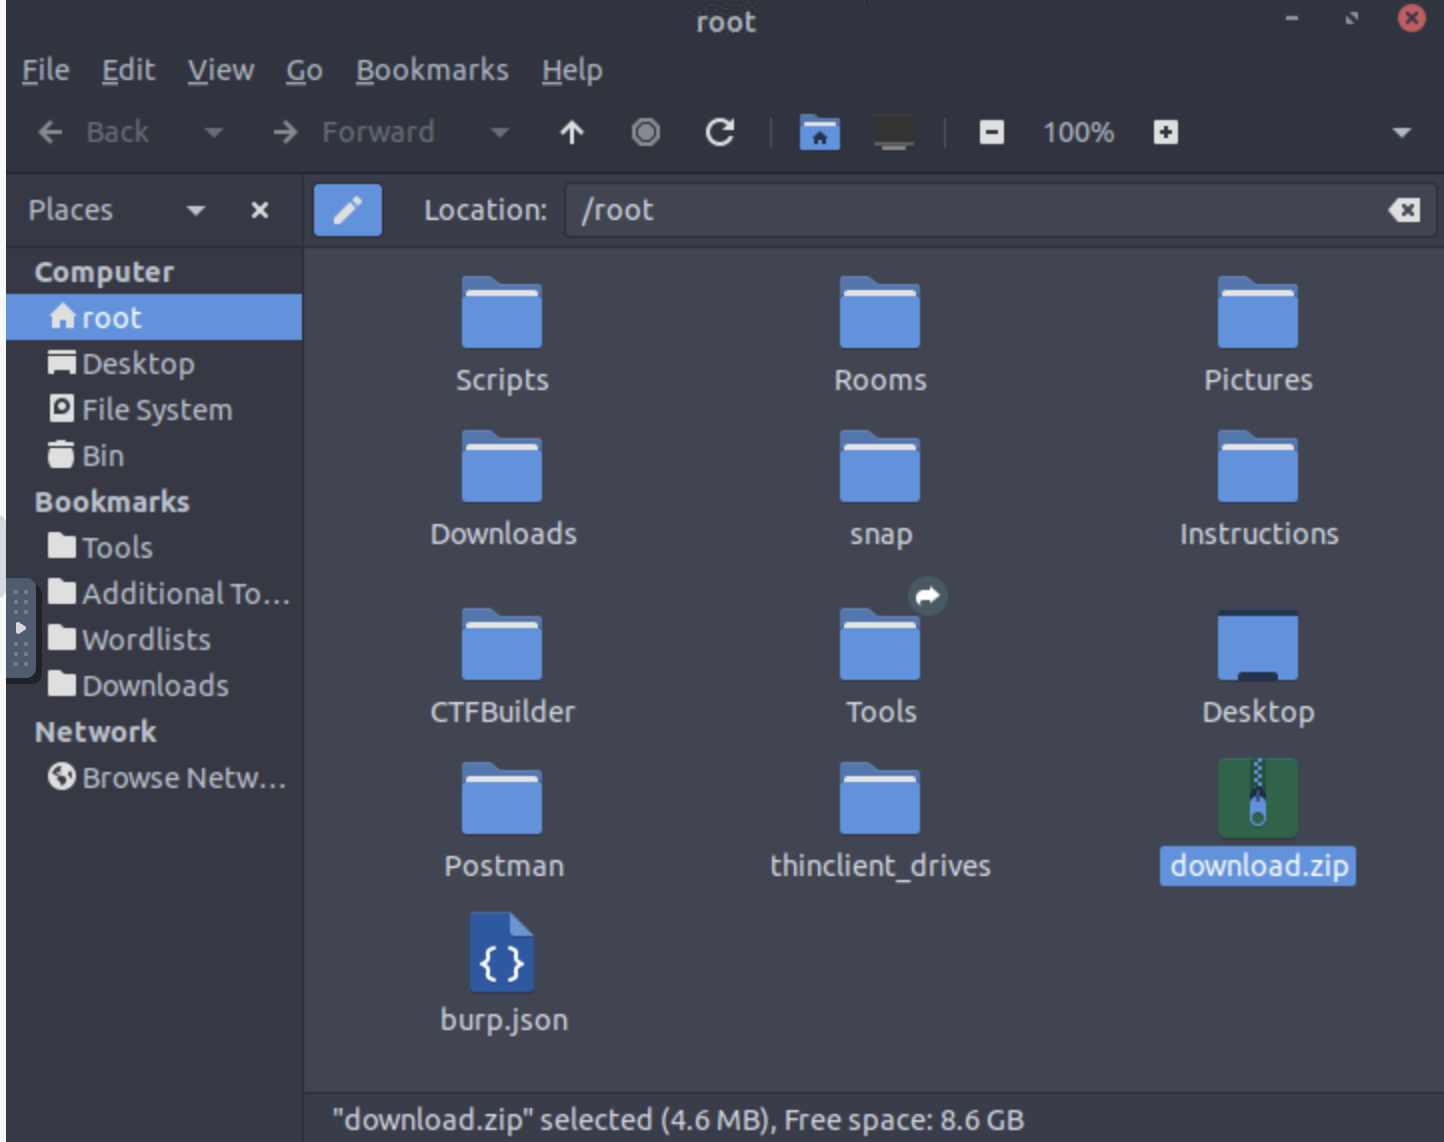 root
File Edit View Go Bookmarks Help
Back Forward 100%
Places
Location: /root
Computer
root
Desktop
File System
Bin
Bookmarks
Tools
Additional To...
Wordlists
Downloads
Network
Browse Netw...
Scripts Rooms Pictures
Downloads snap Instructions
CTFBuilder Tools Desktop
Postman thinclient_drives download.zip
burp.json
"download.zip" selected (4.6 MB), Free space: 8.6 GB